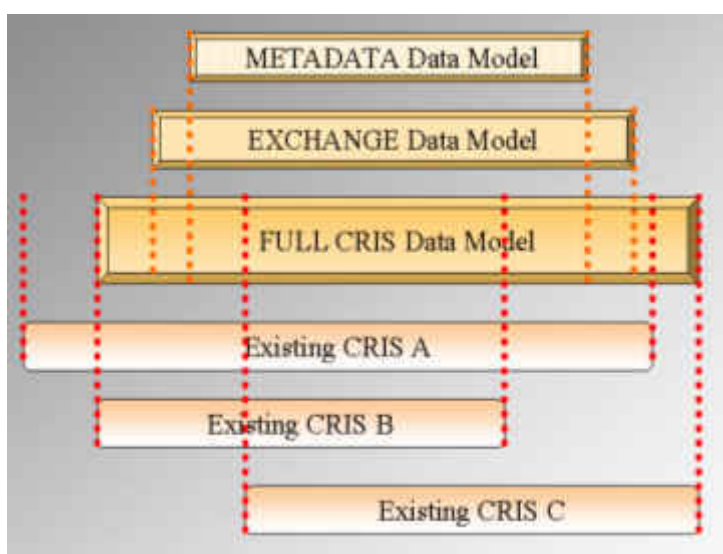 METADATA Data Model
EXCHANGE Data Model
FULL CRIS Data Model
Existing CRIS A
Existing CRIS B
Existing CRIS C